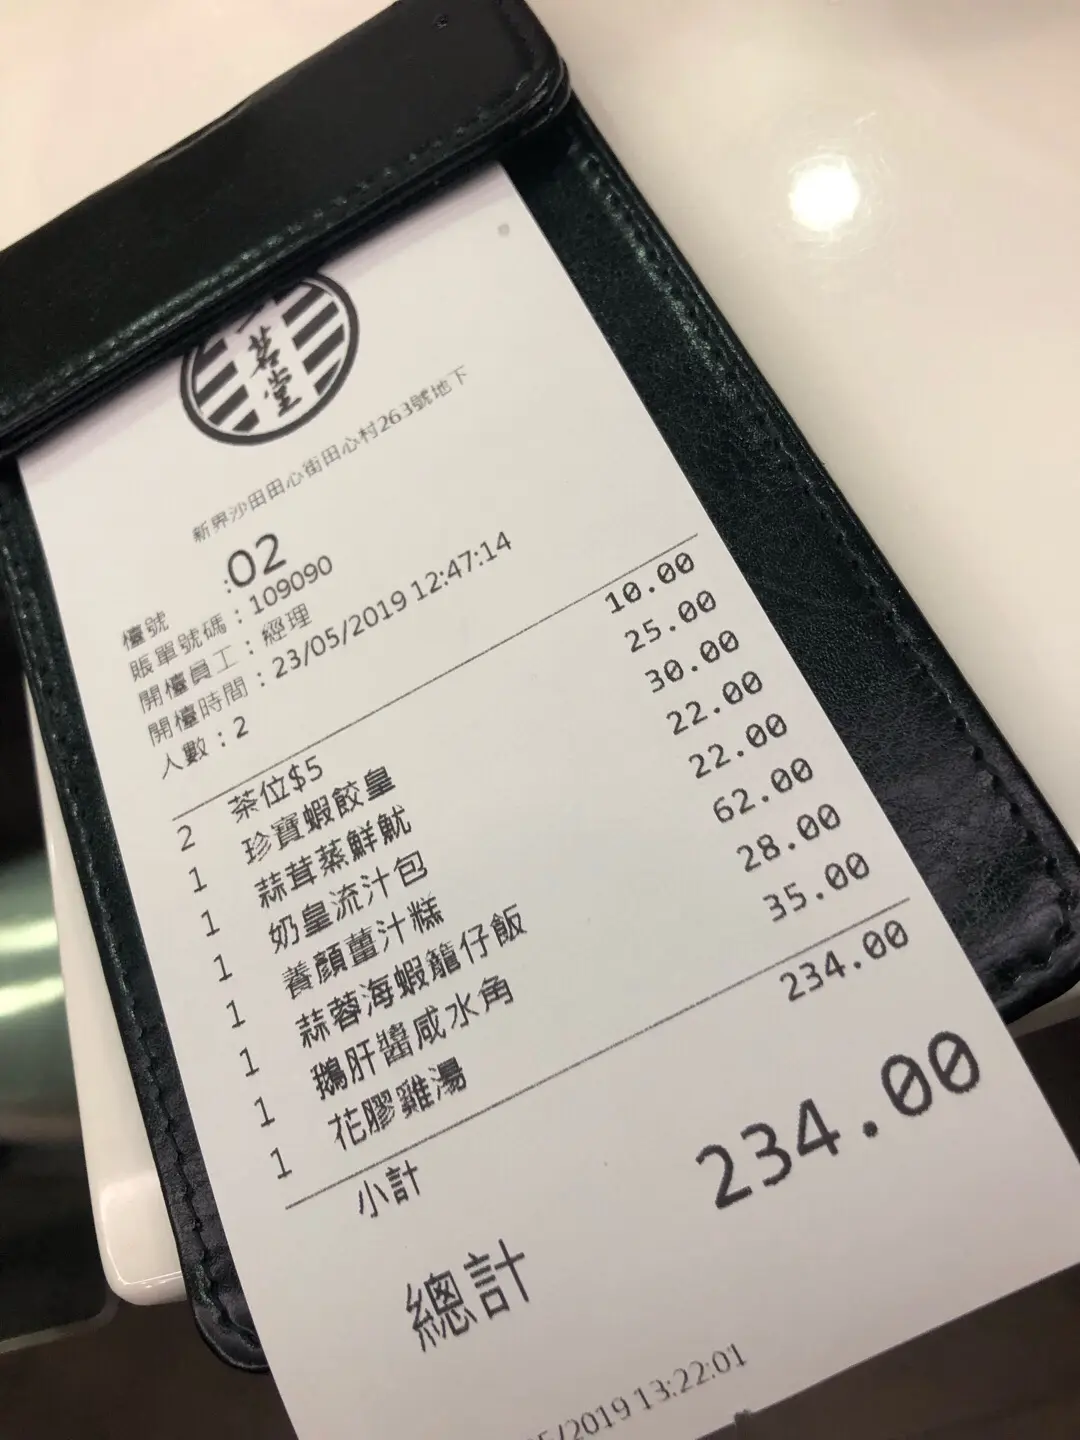 茗
堂
新界沙田田心街田心村263號地下
檯號 :02
賬單號碼：109090
開檯員工：經理
開檯時間：23/05/2019 12:47:14
人數：2
2 茶位$5 10.00
1 珍寶蝦餃皇 25.00
1 蒜茸蒸鮮魷 30.00
1 奶皇流汁包 22.00
1 養顏薑汁糕 22.00
1 蒜蓉海蝦籠仔飯 62.00
1 鵝肝醬咸水角 28.00
1 花膠雞湯 35.00
小計 234.00
總計 234.00
/2019 13:22:01